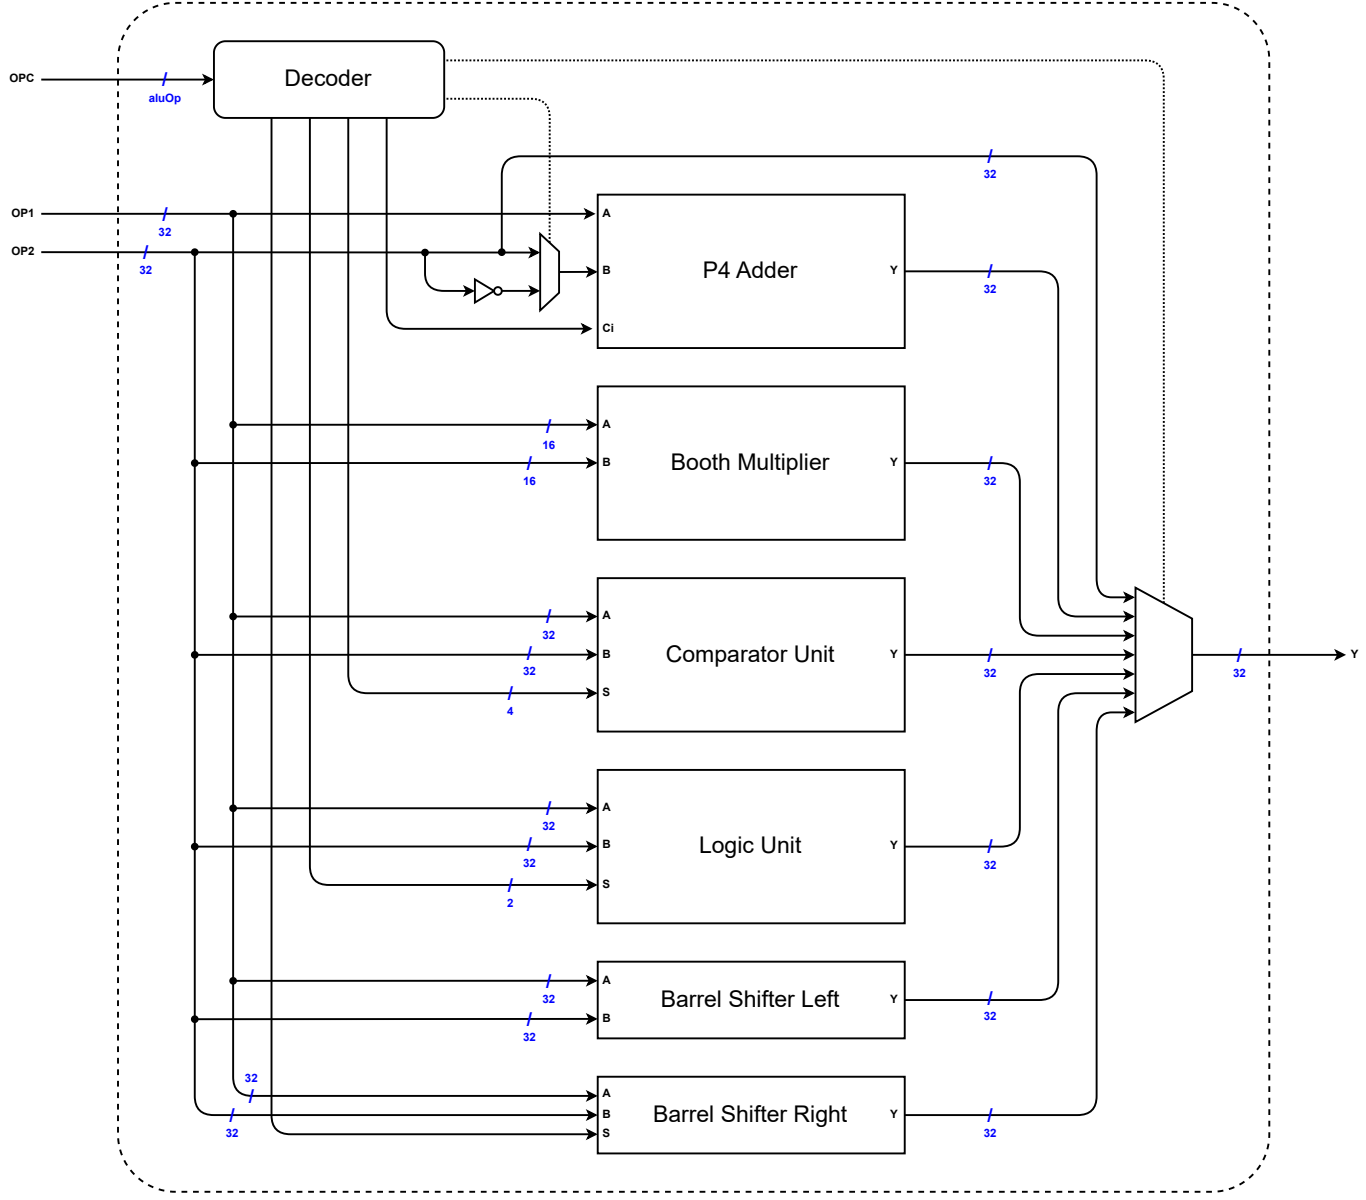 Decoder
OPC
aluOp
32
OP1
32
A
OP2
32
B
P4 Adder
Y
32
Ci
A
16
B
Booth Multiplier
Y
16
32
A
32
B
Comparator Unit
Y
32
32
S
4
32
Y
A
32
B
Logic Unit
Y
32
32
S
2
A
32
Barrel Shifter Left
Y
32
B
32
32
A
B
Barrel Shifter Right
Y
32
S
32